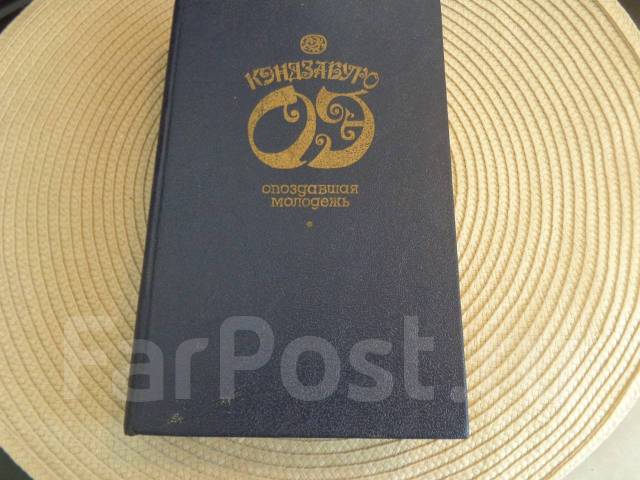 КЭНДЗАБУРО
ОЭ
опоздавшая
молодежь
FarPost.